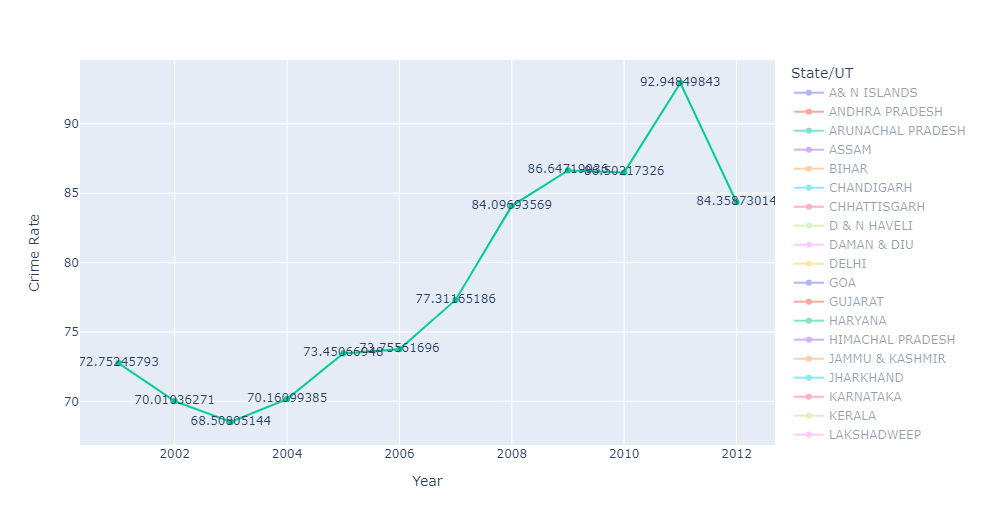 State/UT
A& N ISLANDS
ANDHRA PRADESH
ARUNACHAL PRADESH
ASSAM
BIHAR
CHANDIGARH
CHHATTISGARH
D & N HAVELI
DAMAN & DIU
DELHI
GOA
GUJARAT
HARYANA
HIMACHAL PRADESH
JAMMU & KASHMIR
JHARKHAND
KARNATAKA
KERALA
LAKSHADWEEP
Crime Rate
90
85
80
75
70
72.75245793
70.01036271
68.50805144
70.16099385
73.45066948
73.75561696
77.31165186
84.09693569
86.64719026
86.50217326
92.94849843
84.35873014
2002
2004
2006
2008
2010
2012
Year